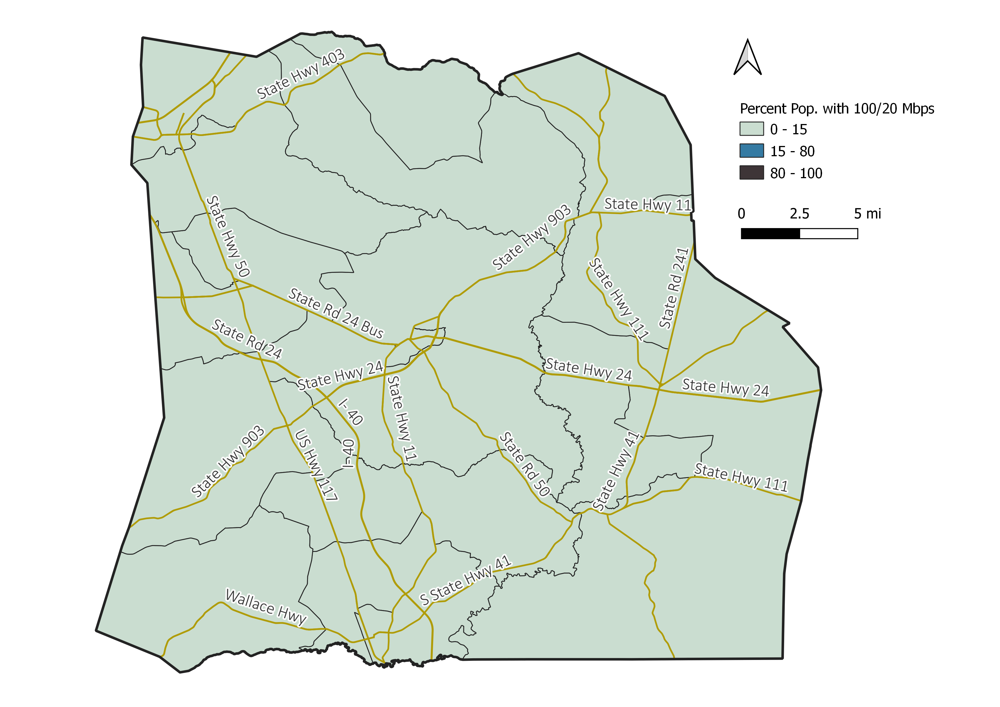 State Hwy 403
Percent Pop. with 100/20 Mbps
0 - 15
15 - 80
80 - 100
0 2.5 5 mi
State Hwy 11
State Hwy 903
State Hwy 50
State Hwy 111
State Rd 241
State Rd 24 Bus
State Rd 24
State Hwy 24
State Hwy 24
State Hwy 24
I- 40
State Hwy 11
State Hwy 903
US Hwy 117
I- 40
State Rd 50
State Hwy 41
State Hwy 111
S State Hwy 41
Wallace Hwy